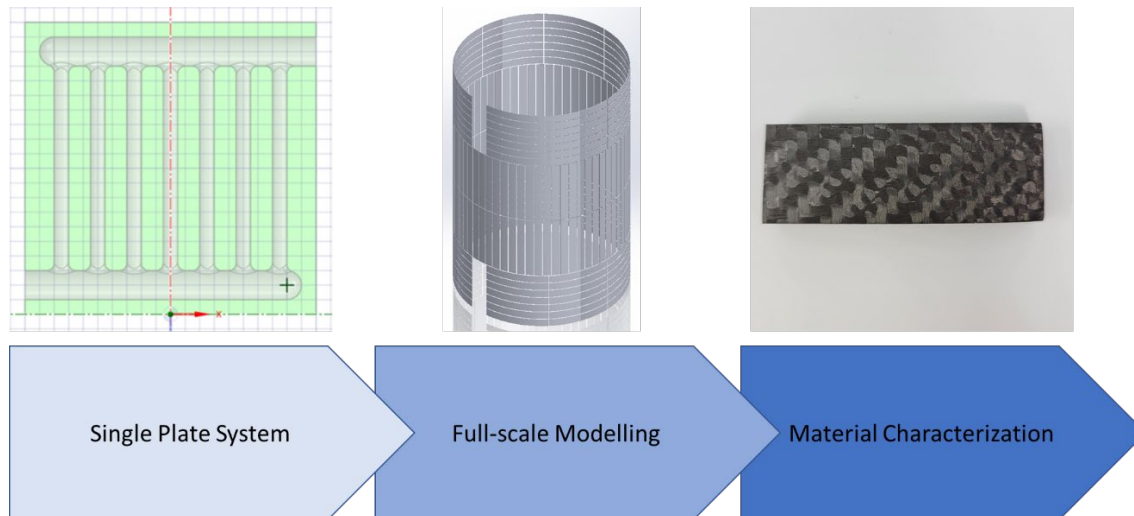 x
Single Plate System
Full-scale Modelling
Material Characterization